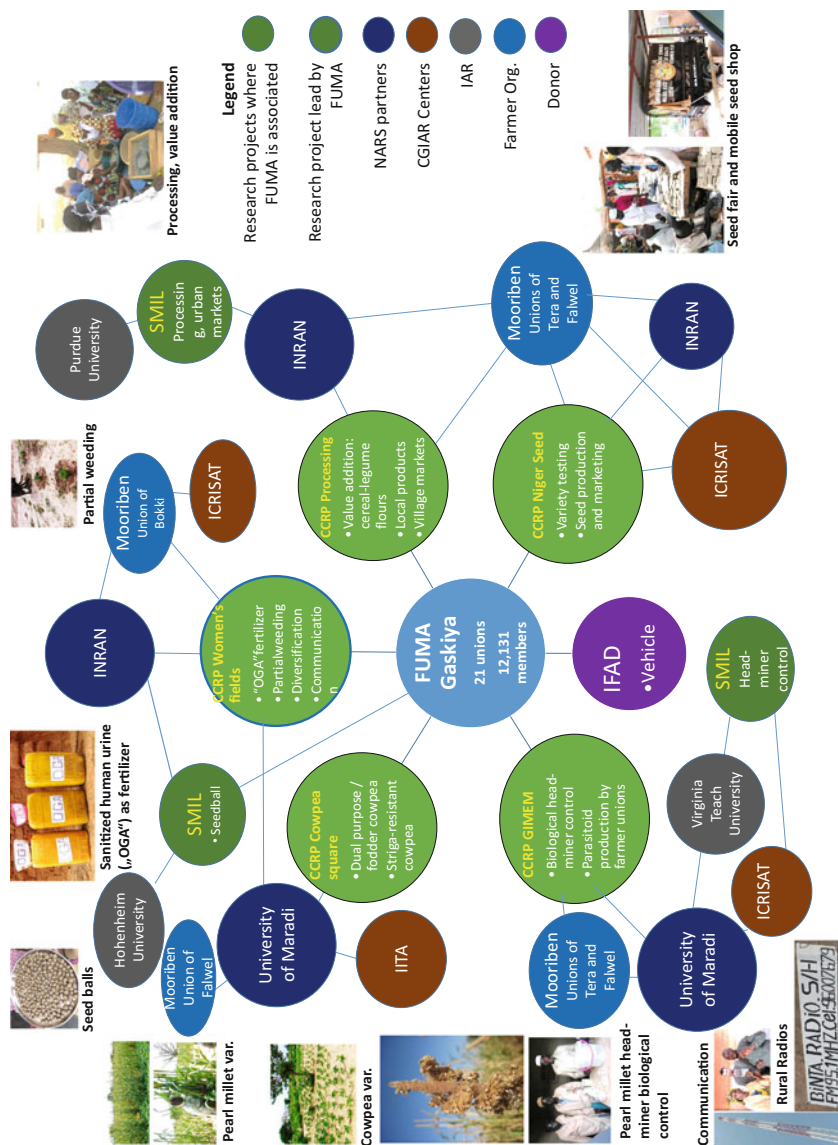 Seed balls
Sanitized human urine
(„OGA“) as fertilizer
OGA
OGA
OGA
Partial weeding
Processing, value addition
Pearl millet var.
Cowpea var.
Pearl millet head-
miner biological
control
Communication
Rural Radios
BINTA RADIO S/H
Seed fair and mobile seed shop
Legend
Research projects where
FUMA is associated
Research project lead by
FUMA
NARS partners
CGIAR Centers
IAR
Farmer Org.
Donor
Hohenheim
University
Mooriben
Union of
Falwel
SMIL
• Seedball
University
of Maradi
IITA
INRAN
Mooriben
Union of
Bokki
ICRISAT
Purdue
University
SMIL
Processin
g, urban
markets
INRAN
CCRP Women's
fields
• “OGA”fertilizer
• Partialweeding
• Diversification
• Communicatio
n
CCRP Cowpea
square
• Dual purpose /
fodder cowpea
• Striga-resistant
cowpea
CCRP Processing
• Value addition:
cereal-legume
flours
• Local products
• Village markets
FUMA
Gaskiya
21 unions
12,131
members
CCRP GIMEM
• Biological head-
miner control
• Parasitoid
production by
farmer unions
IFAD
• Vehicle
CCRP Niger Seed
• Variety testing
• Seed production
and marketing
Mooriben
Unions of
Tera and
Falwel
Mooriben
Unions of
Tera and
Falwel
University
of Maradi
ICRISAT
Virginia
Teach
University
SMIL
Head-
miner
control
ICRISAT
INRAN